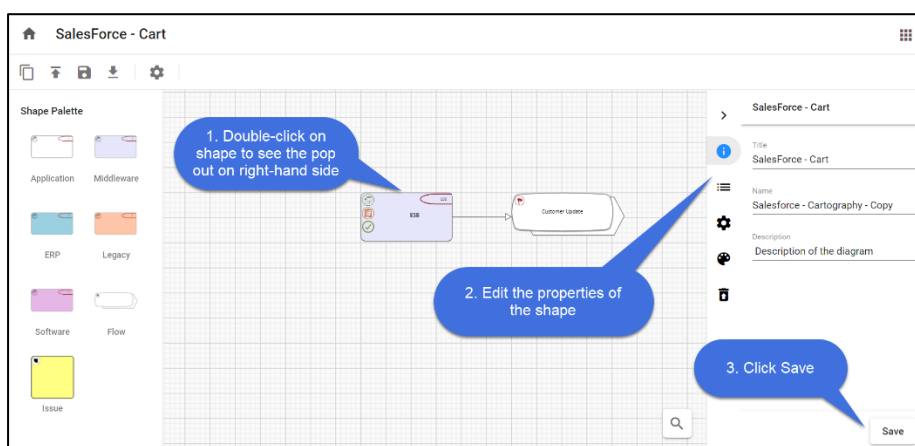 SalesForce - Cart
Shape Palette
Application
Middleware
ERP
Legacy
Software
Flow
Issue
1. Double-click on
shape to see the pop
out on right-hand side
ESB
Customer Update
2. Edit the properties of
the shape
SalesForce - Cart
Title
SalesForce - Cart
Name
Salesforce - Cartography - Copy
Description
Description of the diagram
3. Click Save
Save